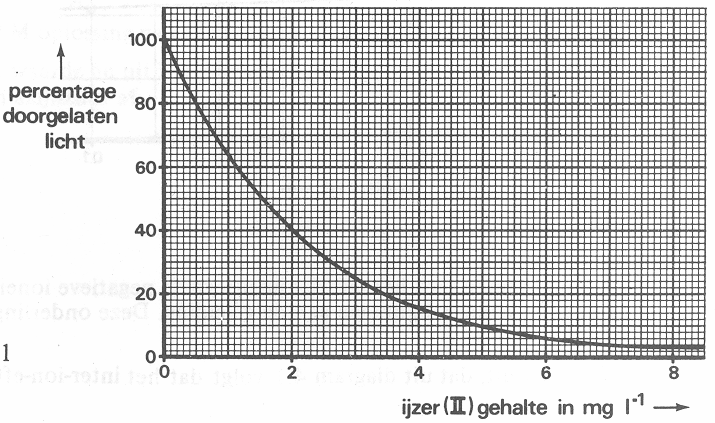 100
percentage
doorgelaten
licht
80
60
40
20
0
0 2 4 6 8
ijzer (II) gehalte in mg l⁻¹
1